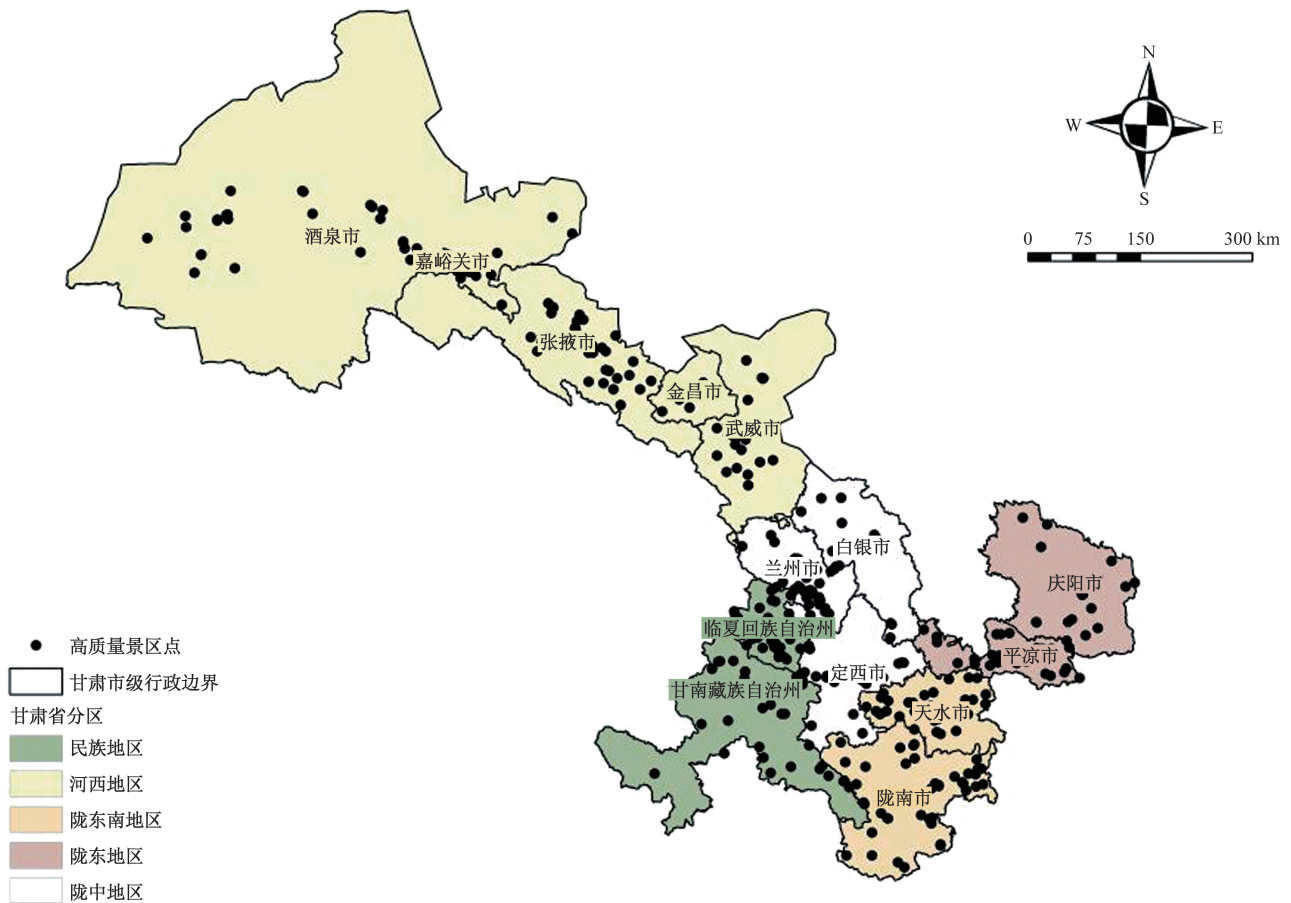 N
W
E
S
0 75 150 300 km
酒泉市
嘉峪关市
张掖市
金昌市
武威市
白银市
兰州市
庆阳市
临夏回族自治州
平凉市
定西市
甘南藏族自治州
天水市
陇南市
高质量景区点
甘肃市级行政边界
甘肃省分区
民族地区
河西地区
陇东南地区
陇东地区
陇中地区